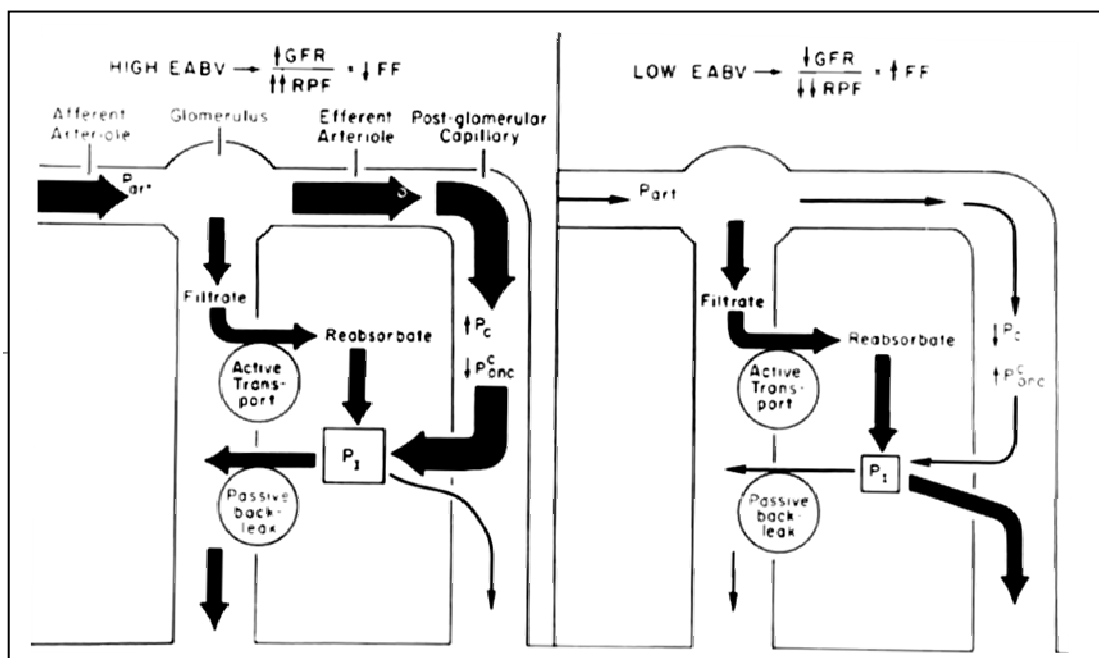 HIGH EABV → ↑GFR / ↑↑RPF = ↓FF
Afferent Arteriole
Glomerulus
Efferent Arteriole
Post-glomerular Capillary
Part
Filtrate
Reabsorbate
Active Trans-port
↑ Pc
↓ Pconc
PI
Passive back-leak
LOW EABV → ↓GFR / ↓↓RPF = ↑FF
Part
Filtrate
Reabsorbate
Active Trans-port
↓ Pc
↑ Pconc
PI
Passive back-leak